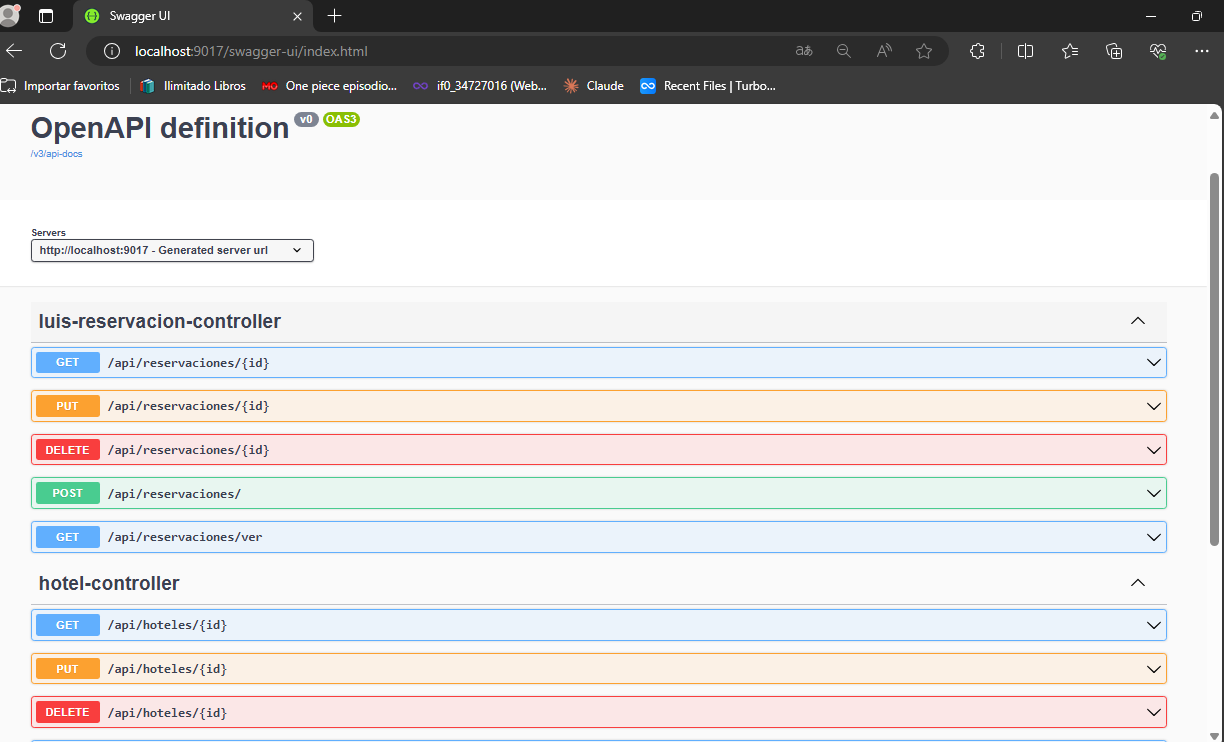 Swagger UI
localhost:9017/swagger-ui/index.html
Importar favoritos
Ilimitado Libros
MO One piece episodio...
if0_34727016 (Web...
Claude
Recent Files | Turbo...
OpenAPI definition v0 OAS3
/v3/api-docs
Servers
http://localhost:9017 - Generated server url
luis-reservacion-controller
GET /api/reservaciones/{id}
PUT /api/reservaciones/{id}
DELETE /api/reservaciones/{id}
POST /api/reservaciones/
GET /api/reservaciones/ver
hotel-controller
GET /api/hoteles/{id}
PUT /api/hoteles/{id}
DELETE /api/hoteles/{id}